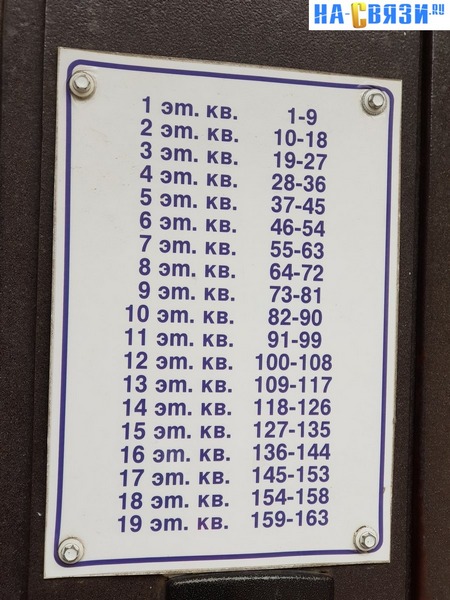 НА-СВЯЗИ.RU
1 эт. кв. 1-9
2 эт. кв. 10-18
3 эт. кв. 19-27
4 эт. кв. 28-36
5 эт. кв. 37-45
6 эт. кв. 46-54
7 эт. кв. 55-63
8 эт. кв. 64-72
9 эт. кв. 73-81
10 эт. кв. 82-90
11 эт. кв. 91-99
12 эт. кв. 100-108
13 эт. кв. 109-117
14 эт. кв. 118-126
15 эт. кв. 127-135
16 эт. кв. 136-144
17 эт. кв. 145-153
18 эт. кв. 154-158
19 эт. кв. 159-163